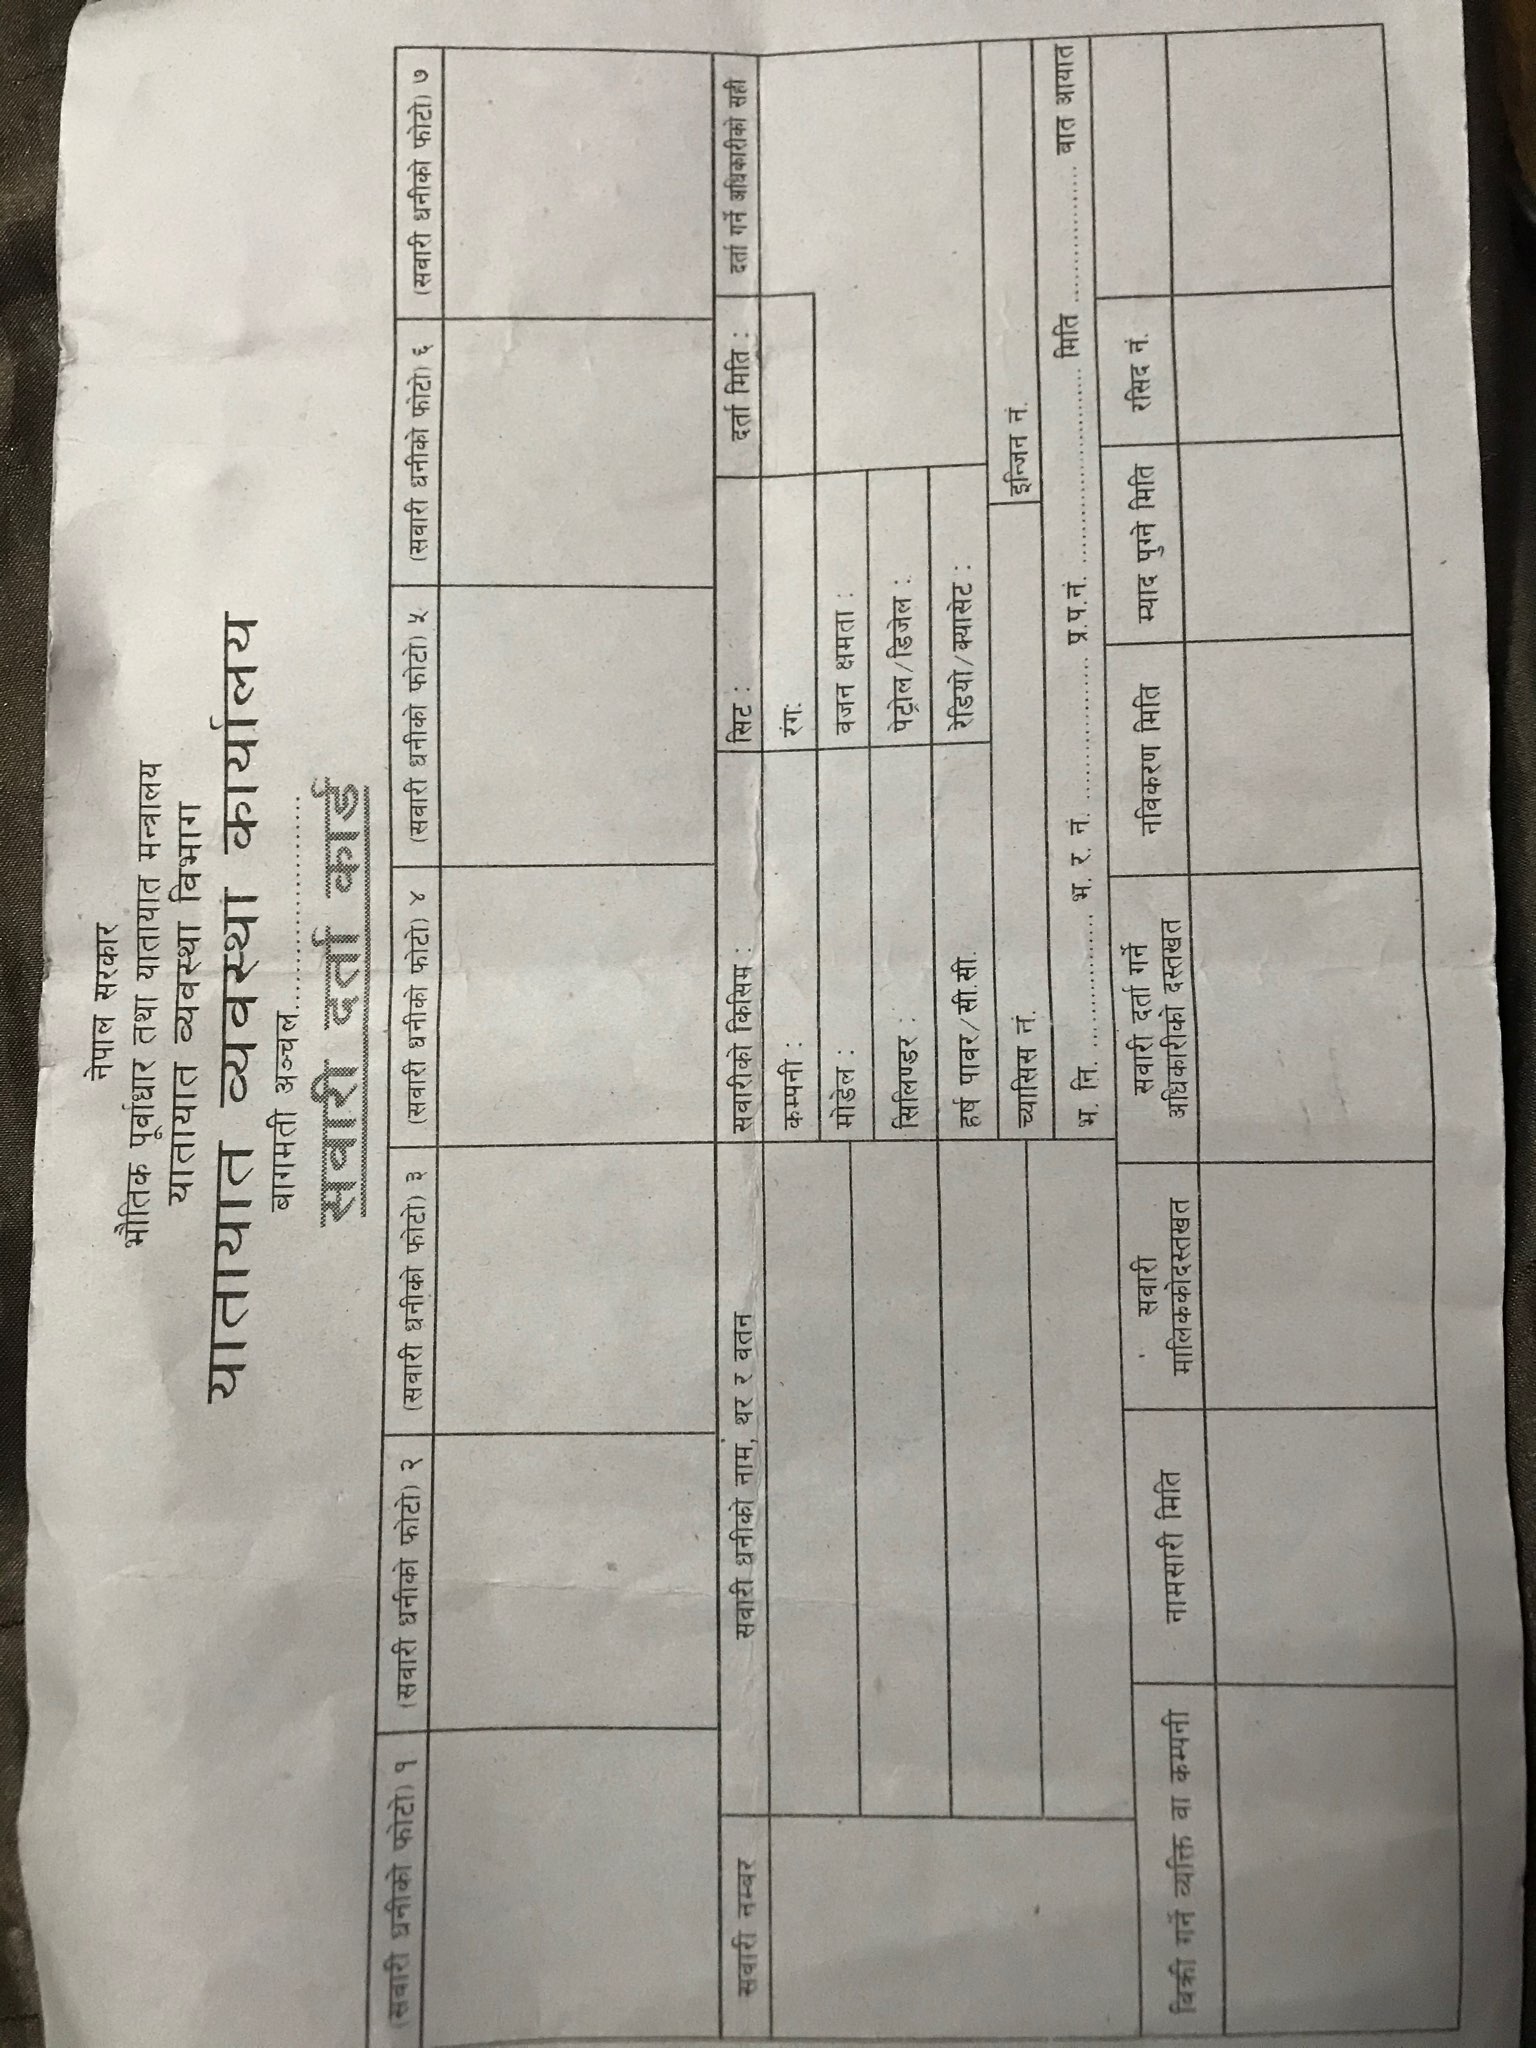 नेपाल सरकार
भौतिक पूर्वाधार तथा यातायात मन्त्रालय
यातायात व्यवस्था विभाग
यातायात व्यवस्था कार्यालय
बागमती अञ्चल.......................
सवारी दर्ता कार्ड
(सवारी धनीको फोटो) १ (सवारी धनीको फोटो) २ (सवारी धनीको फोटो) ३ (सवारी धनीको फोटो) ४ (सवारी धनीको फोटो) ५ (सवारी धनीको फोटो) ६ (सवारी धनीको फोटो) ७
सवारी नम्बर सवारी धनीको नाम, थर र वतन सवारीको किसिम : सिट : दर्ता मिति : दर्ता गर्ने अधिकारीको सही
कम्पनी : रंग:
मोडेल : वजन क्षमता :
सिलिण्डर : पेट्रोल/डिजेल :
हर्ष पावर/सी.सी. रेडियो/क्यासेट :
च्यासिस नं. इन्जिन नं.
भ. नि. ................ भ. र. नं. ................ प्र.प.नं. ...................... मिति ................ बात आयात
बिक्री गर्ने व्यक्ति वा कम्पनी नामसारी मिति सवारी मालिककोदस्तखत सवारी दर्ता गर्ने अधिकारीको दस्तखत नविकरण मिति म्याद पुग्ने मिति रसिद नं.